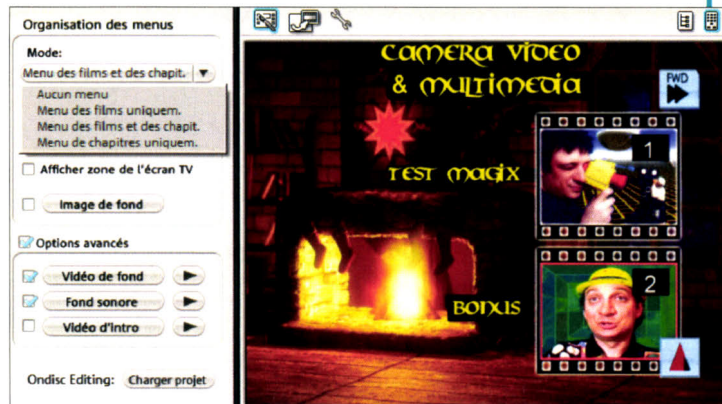 Organisation des menus
Mode:
Menu des films et des chapit.
Aucun menu
Menu des films uniquem.
Menu des films et des chapit.
Menu de chapitres uniquem.
Afficher zone de l'écran TV
Image de fond
Options avancés
Vidéo de fond
Fond sonore
Vidéo d'intro
Ondisc Editing: Charger projet
CAMERA VIDEO
& MULTIMEDIA
FWD
1
TEST MAGIX
2
BONUS